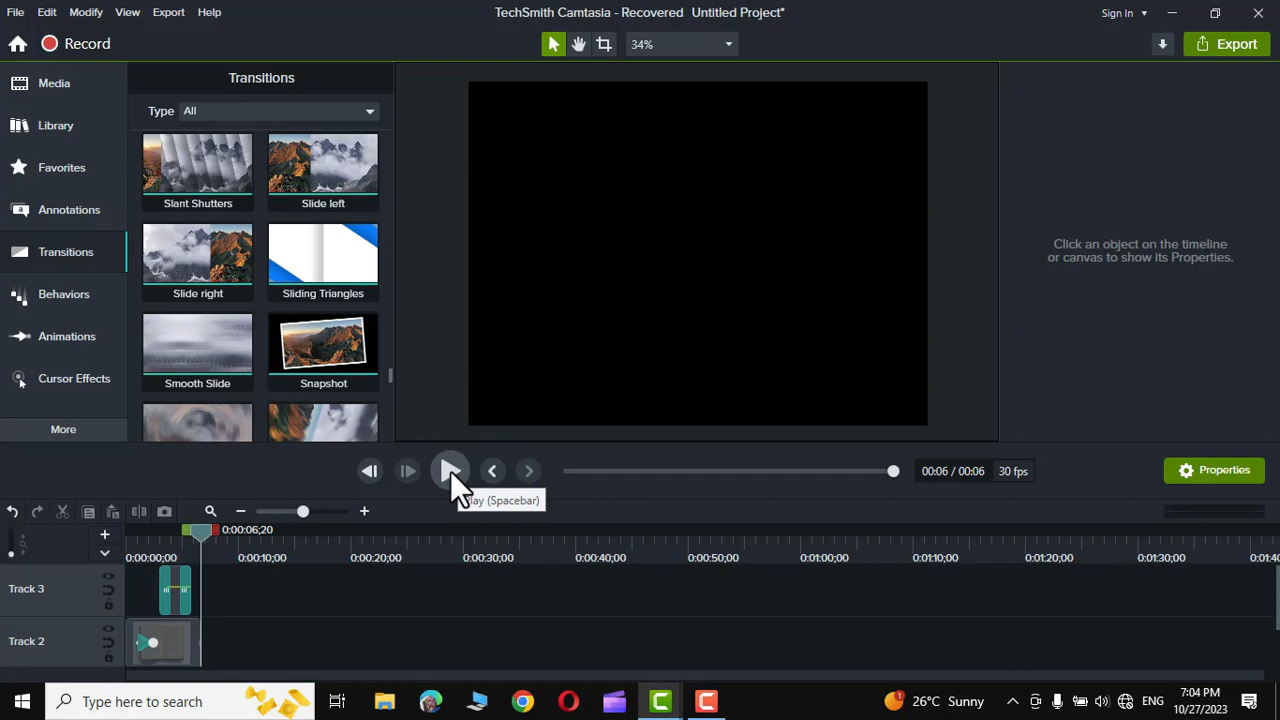 File Edit Modify View Export Help TechSmith Camtasia - Recovered Untitled Project* Sign In
Record 34% Export
Media
Library
Favorites
Annotations
Transitions
Behaviors
Animations
Cursor Effects
More
Transitions
Type All
Slant Shutters Slide left
Slide right Sliding Triangles
Smooth Slide Snapshot
Click an object on the timeline
or canvas to show its Properties.
00:06 / 00:06 30 fps Properties
(Spacebar)
0:00:06;20
0:00:00;00 0:00:10;00 0:00:20;00 0:00:30;00 0:00:40;00 0:00:50;00 0:01:00;00 0:01:10;00 0:01:20;00 0:01:30;00
Track 3
Track 2
Type here to search 1 26°C Sunny ENG 7:04 PM
10/27/2023